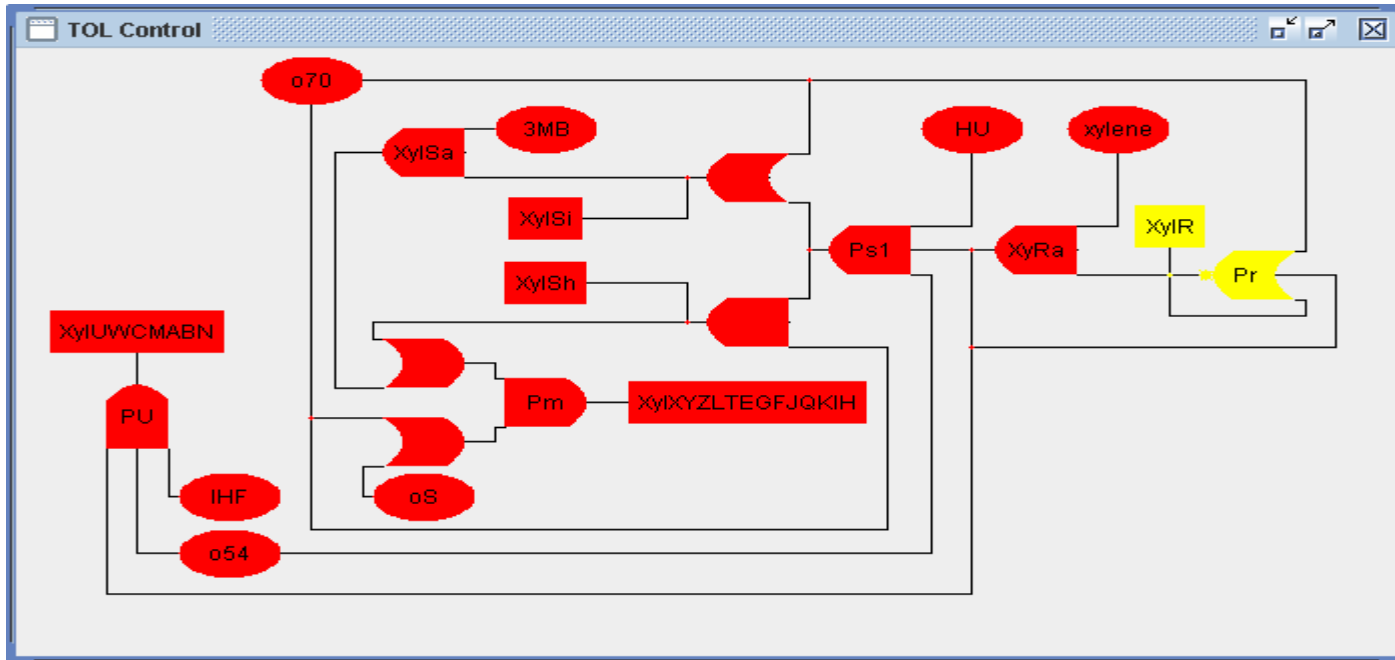 TOL Control
o70
3MB
HU
xylene
XylSa
XylSi
XylR
Ps1
XyRa
Pr
XylSh
XylUWCMABN
PU
Pm
XylXYZLTEGFJQKIH
IHF
oS
o54